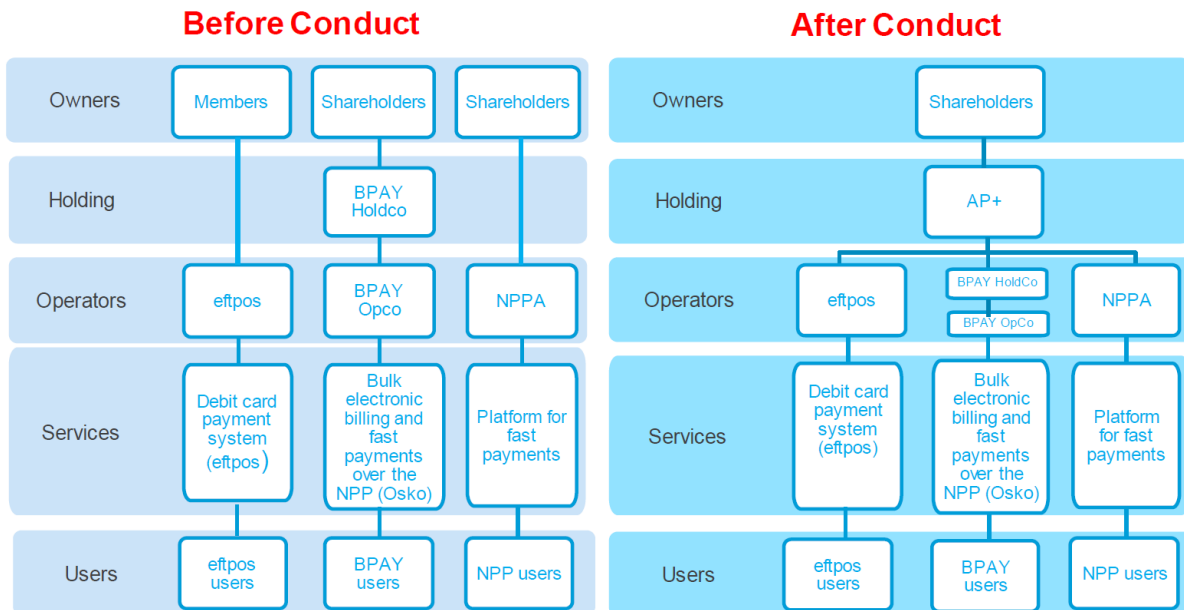 Before Conduct
Owners
Members
Shareholders
Shareholders
Holding
BPAY
Holdco
Operators
eftpos
BPAY
Opco
NPPA
Services
Debit card
payment
system
(eftpos)
Bulk
electronic
billing and
fast
payments
over the
NPP (Osko)
Platform for
fast
payments
Users
eftpos
users
BPAY
users
NPP users
After Conduct
Owners
Shareholders
Holding
AP+
Operators
eftpos
BPAY HoldCo
BPAY OpCo
NPPA
Services
Debit card
payment
system
(eftpos)
Bulk
electronic
billing and
fast
payments
over the
NPP (Osko)
Platform for
fast
payments
Users
eftpos
users
BPAY
users
NPP users